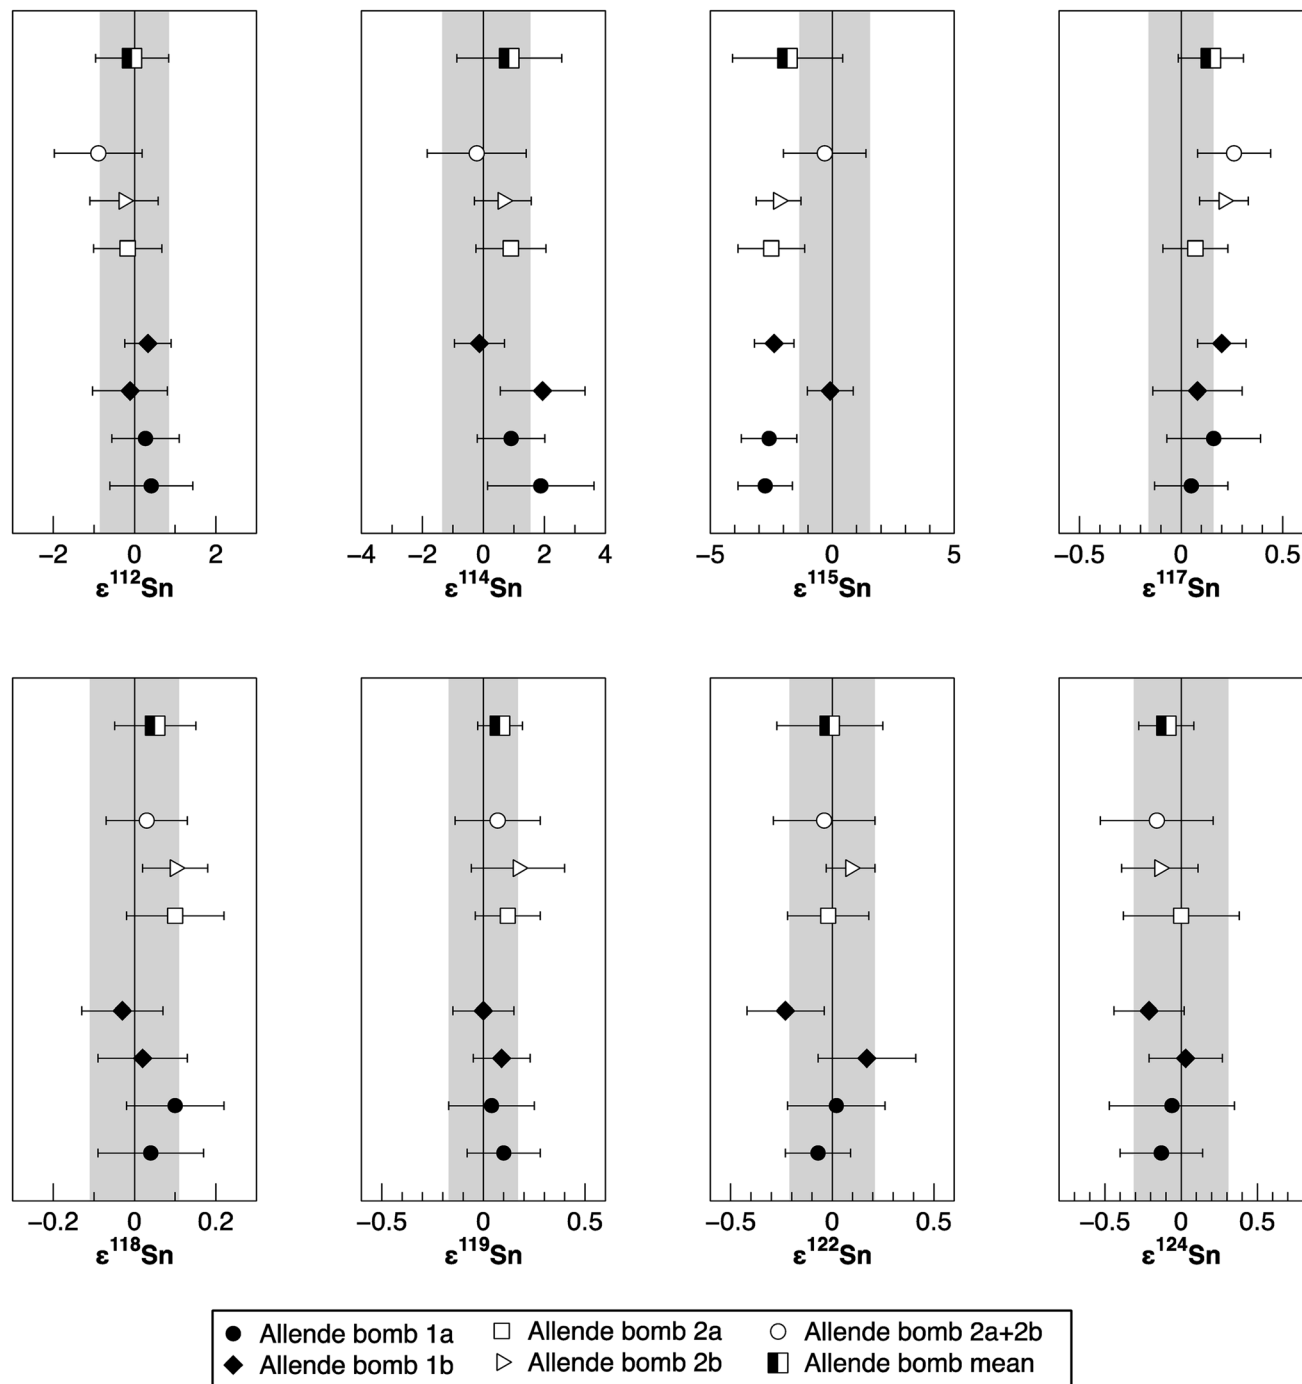 −2 0 2 −4 −2 0 2 4 −5 0 5 −0.5 0 0.5
ε¹¹²Sn ε¹¹⁴Sn ε¹¹⁵Sn ε¹¹⁷Sn
−0.2 0 0.2 −0.5 0 0.5 −0.5 0 0.5 −0.5 0 0.5
ε¹¹⁸Sn ε¹¹⁹Sn ε¹²²Sn ε¹²⁴Sn
Allende bomb 1a Allende bomb 2a Allende bomb 2a+2b
Allende bomb 1b Allende bomb 2b Allende bomb mean